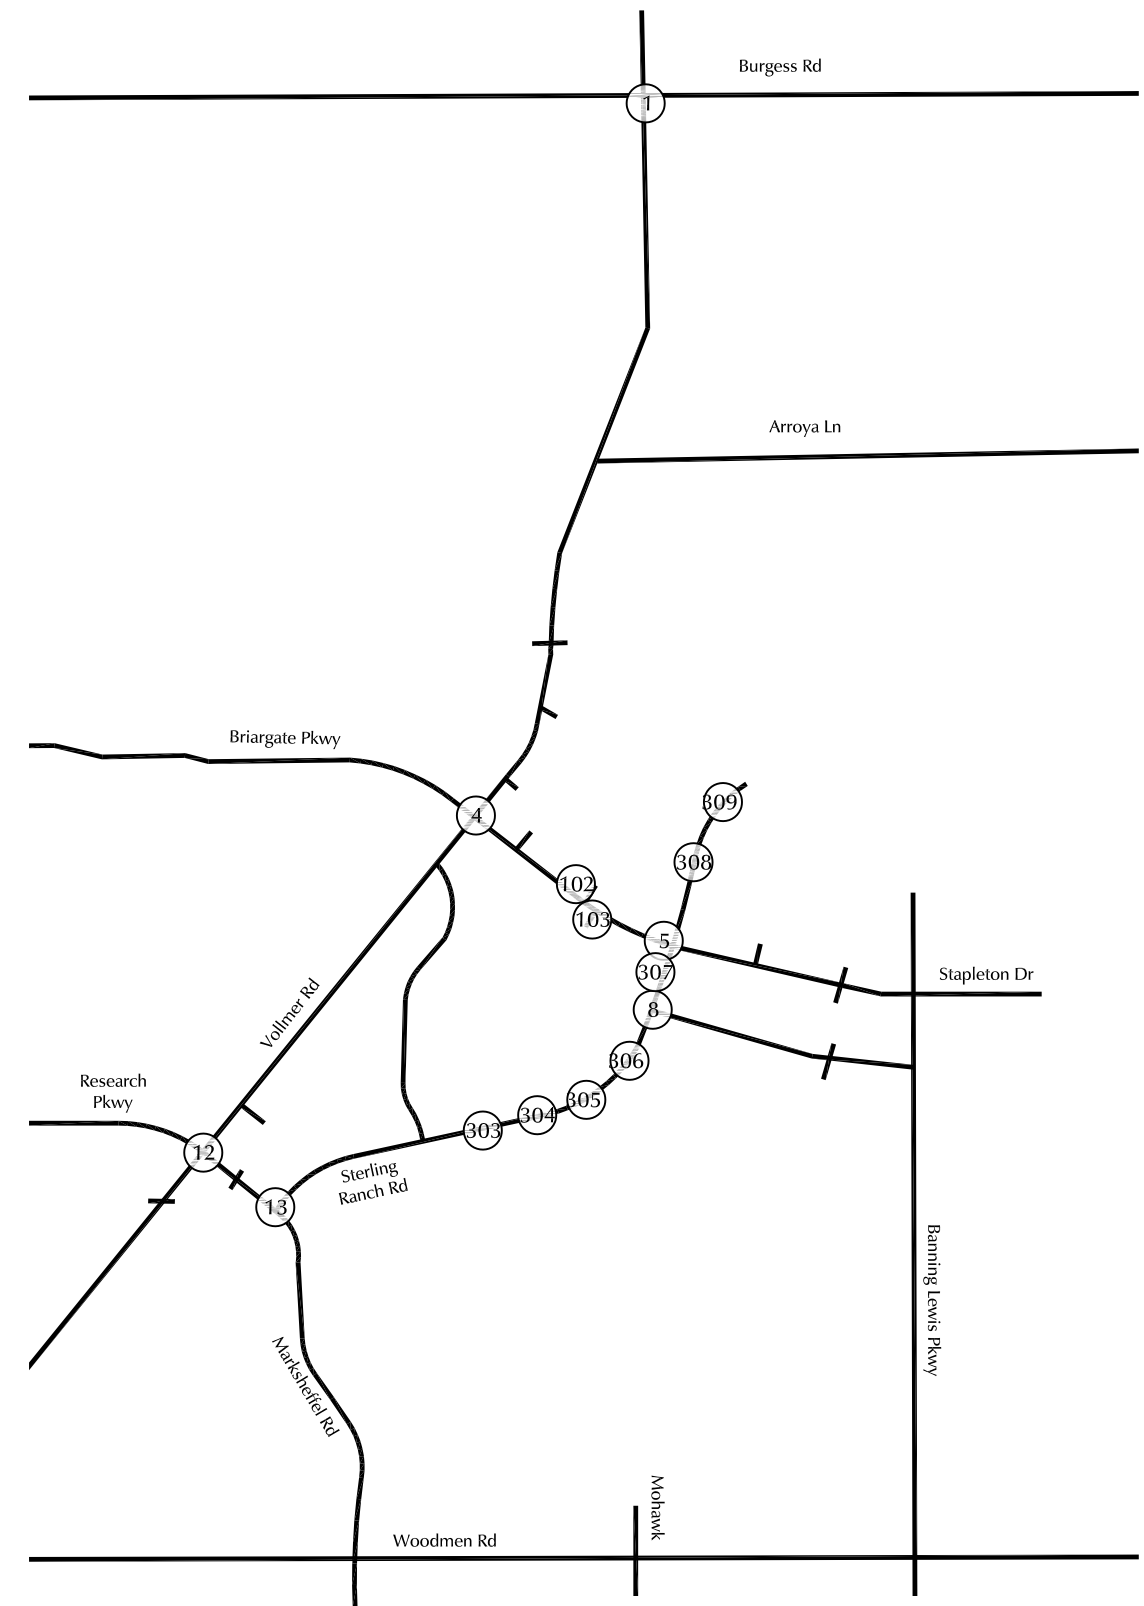 Burgess Rd
1
Arroya Ln
Briargate Pkwy
309
4
308
102
103
5
307
Stapleton Dr
8
Vollmer Rd
306
Research
Pkwy
305
304
303
12
Sterling
Ranch Rd
13
Banning Lewis Pkwy
Marksheffel Rd
Mohawk
Woodmen Rd